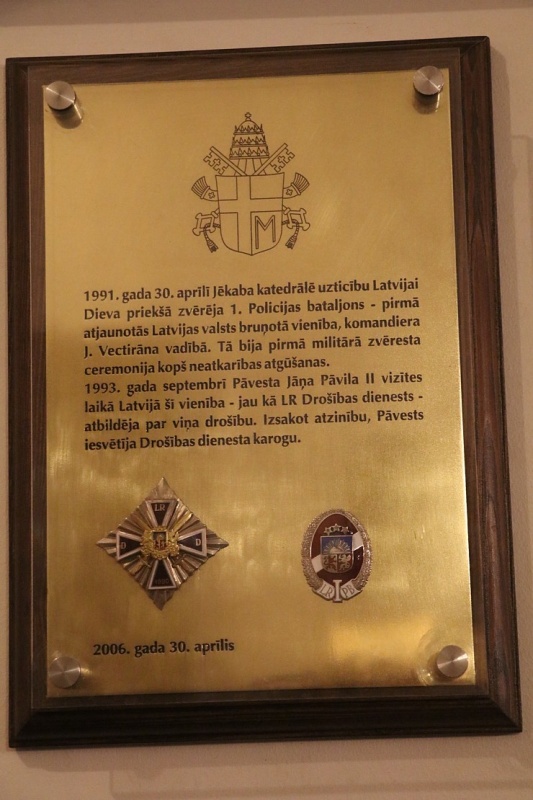 M
1991. gada 30. aprīlī Jēkaba katedrālē uzticību Latvijai
Dieva priekšā zvērēja 1. Policijas bataljons - pirmā
atjaunotās Latvijas valsts bruņotā vienība, komandiera
J. Vectirāna vadībā. Tā bija pirmā militārā zvēresta
ceremonija kopš neatkarības atgūšanas.
1993. gada septembrī Pāvesta Jāņa Pāvila II vizītes
laikā Latvijā šī vienība - jau kā LR Drošības dienests -
atbildēja par viņa drošību. Izsakot atzinību, Pāvests
iesvētīja Drošības dienesta karogu.
LR
D D
LR I PB
2006. gada 30. aprīlis